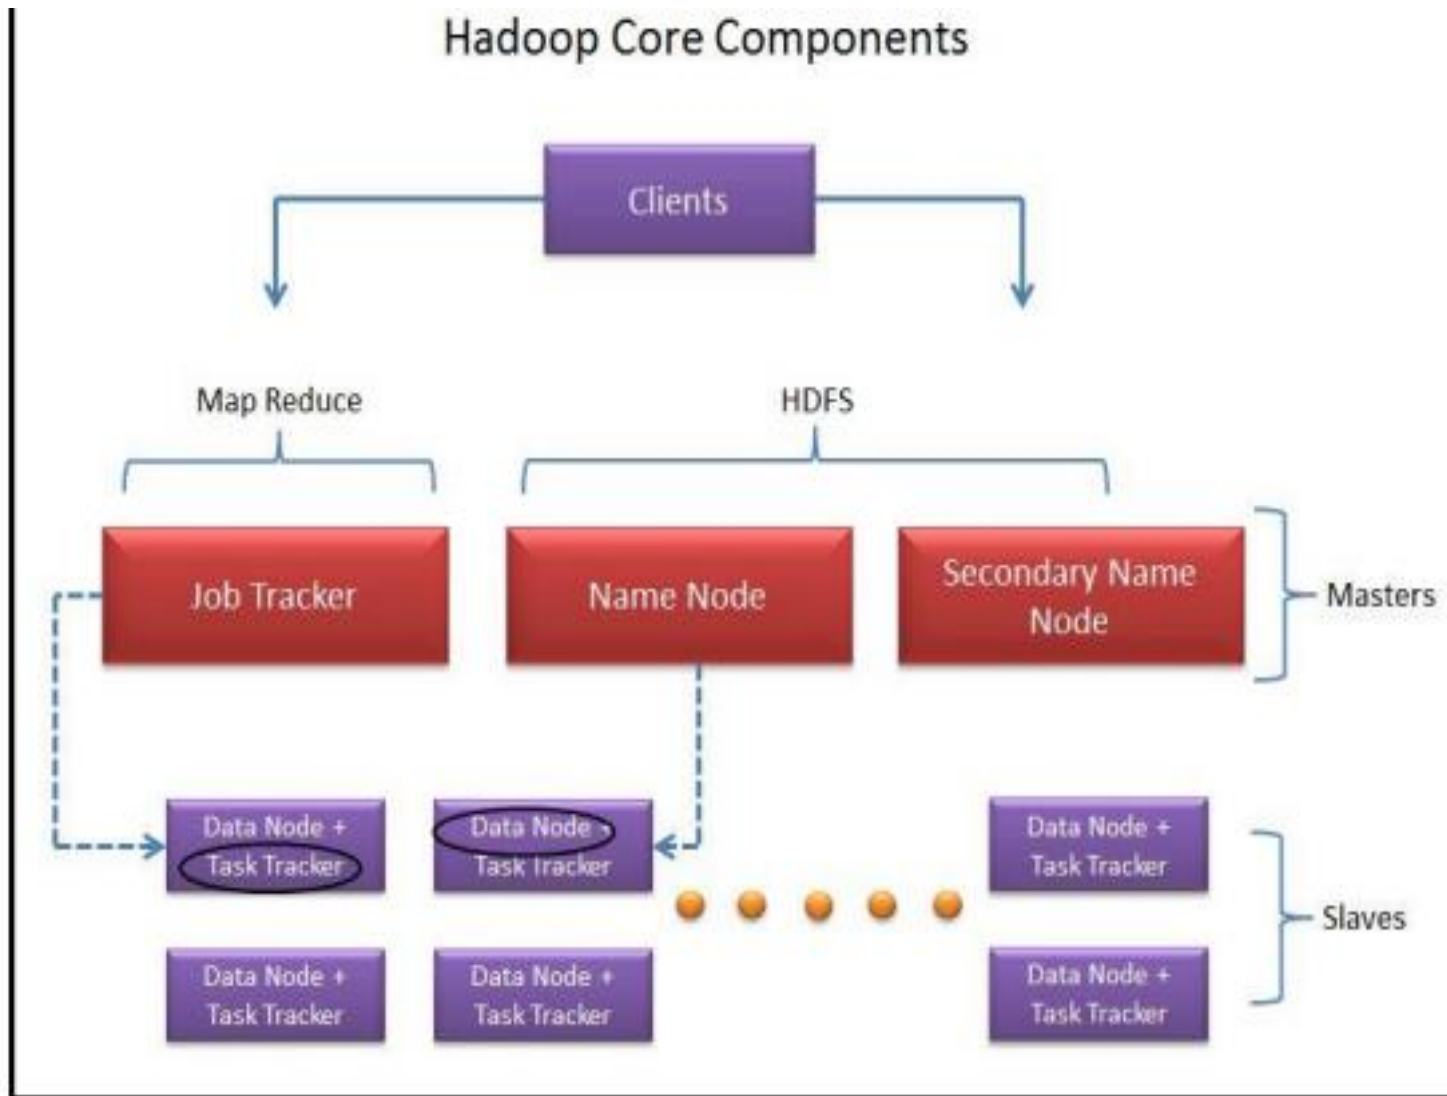 Hadoop Core Components
Clients
Map Reduce
HDFS
Job Tracker
Name Node
Secondary Name
Node
Masters
Data Node +
Task Tracker
Data Node +
Task Tracker
Data Node +
Task Tracker
Slaves
Data Node +
Task Tracker
Data Node +
Task Tracker
Data Node +
Task Tracker